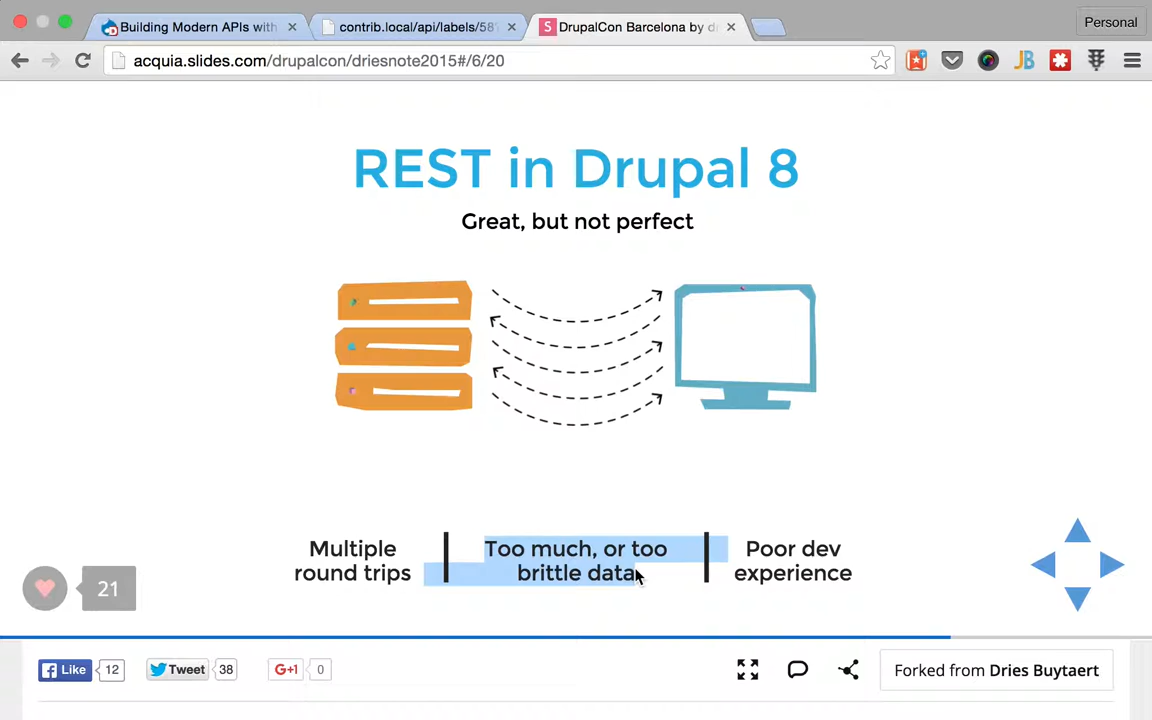 Building Modern APIs with
contrib.local/api/labels/58
DrupalCon Barcelona by d
Personal
acquia.slides.com/drupalcon/driesnote2015#/6/20
JB
REST in Drupal 8
Great, but not perfect
Multiple
round trips
Too much, or too
brittle data
Poor dev
experience
21
Like
12
Tweet
38
G+1
0
Forked from Dries Buytaert